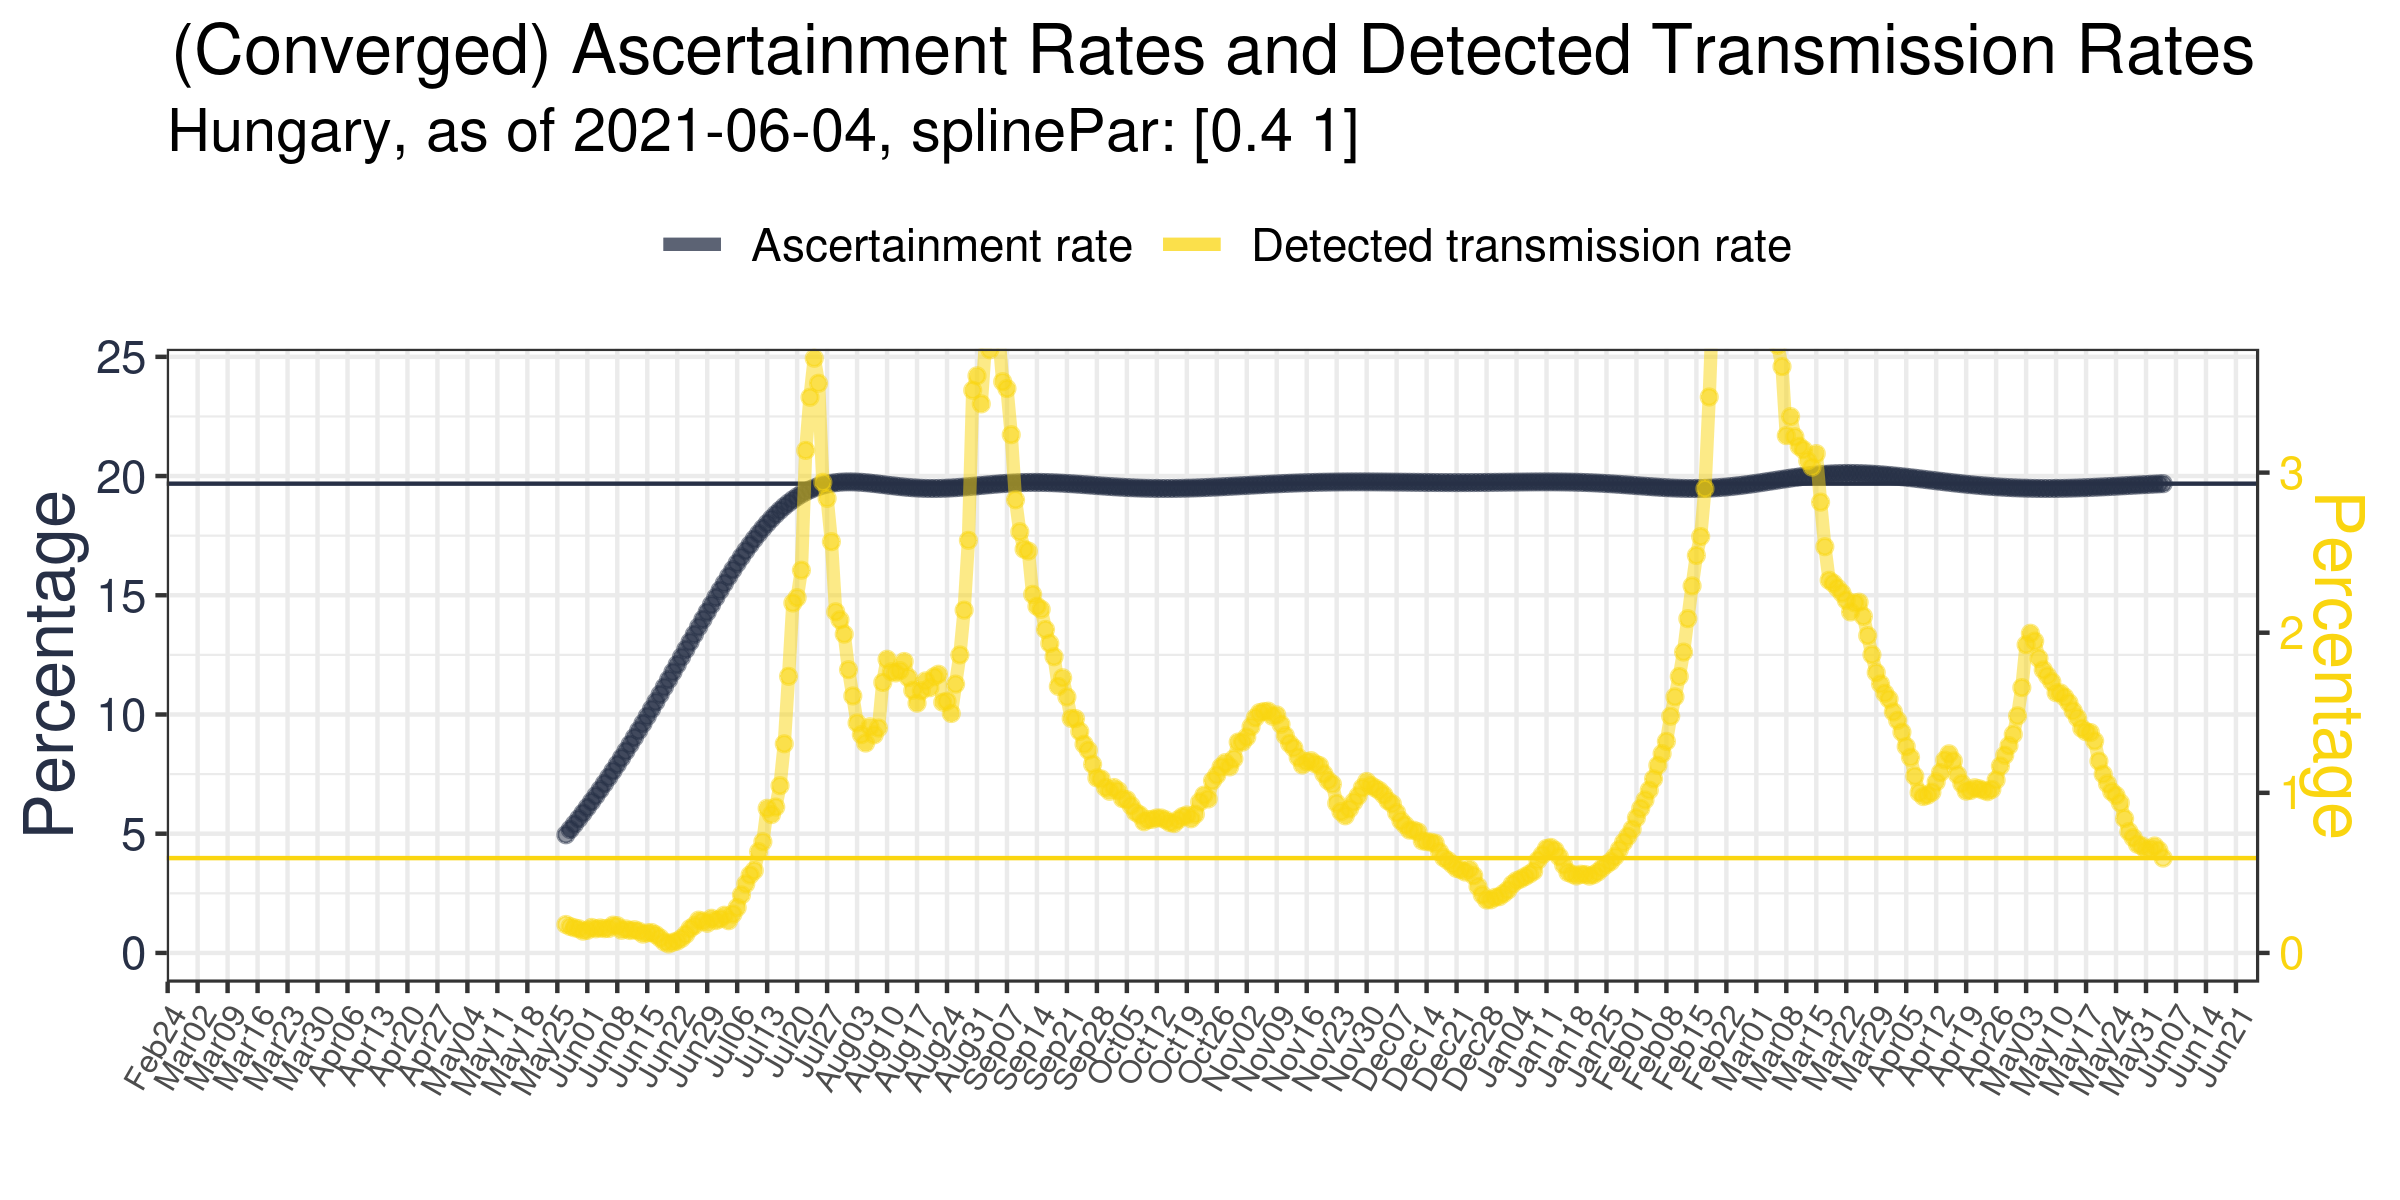 (Converged) Ascertainment Rates and Detected Transmission Rates
Hungary, as of 2021-06-04, splinePar: [0.4 1]
Ascertainment rate
Detected transmission rate
Percentage
25
20
15
10
5
0
3
2
1
0
Percentage
Feb24
Mar02
Mar09
Mar16
Mar23
Mar30
Apr06
Apr13
Apr20
Apr27
May04
May11
May18
May25
Jun01
Jun08
Jun15
Jun22
Jun29
Jul06
Jul13
Jul20
Jul27
Aug03
Aug10
Aug17
Aug24
Aug31
Sep07
Sep14
Sep21
Sep28
Oct05
Oct12
Oct19
Oct26
Nov02
Nov09
Nov16
Nov23
Nov30
Dec07
Dec14
Dec21
Dec28
Jan04
Jan11
Jan18
Jan25
Feb01
Feb08
Feb15
Feb22
Mar01
Mar08
Mar15
Mar22
Mar29
Apr05
Apr12
Apr19
Apr26
May03
May10
May17
May24
May31
Jun07
Jun14
Jun21